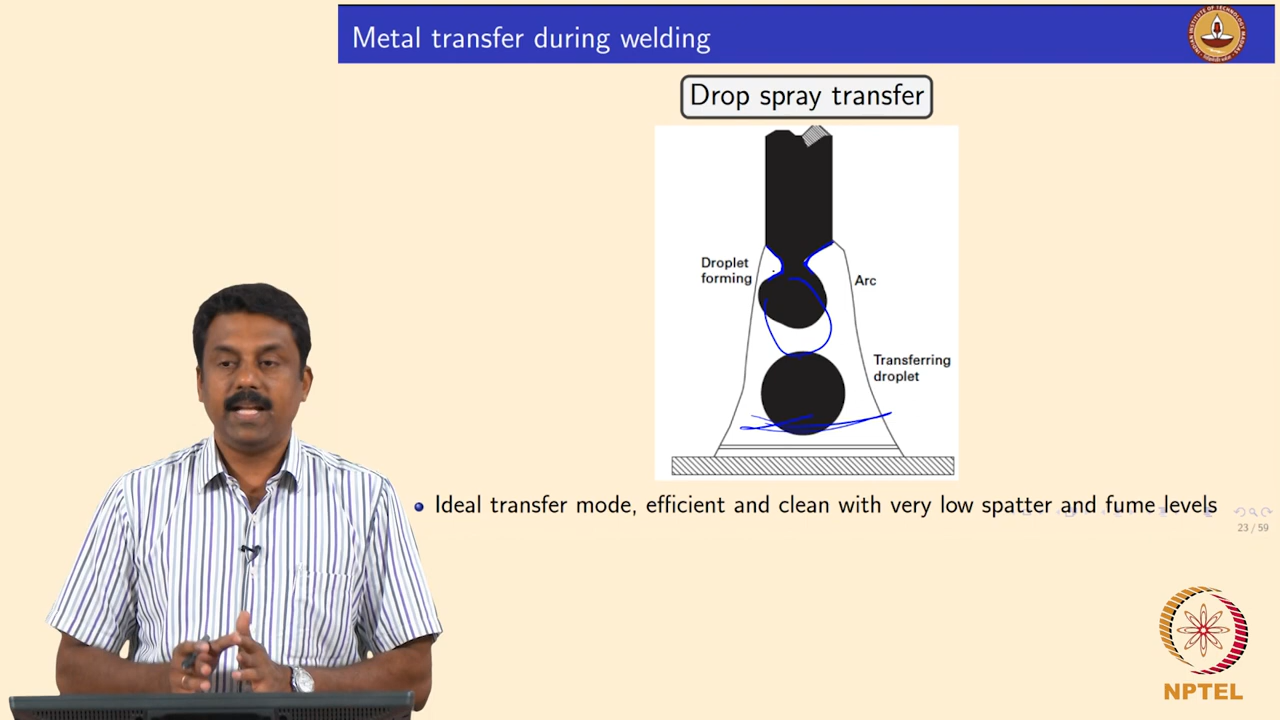 Metal transfer during welding
Drop spray transfer
Droplet
forming
Arc
Transferring
droplet
Ideal transfer mode, efficient and clean with very low spatter and fume levels
23 / 59
NPTEL